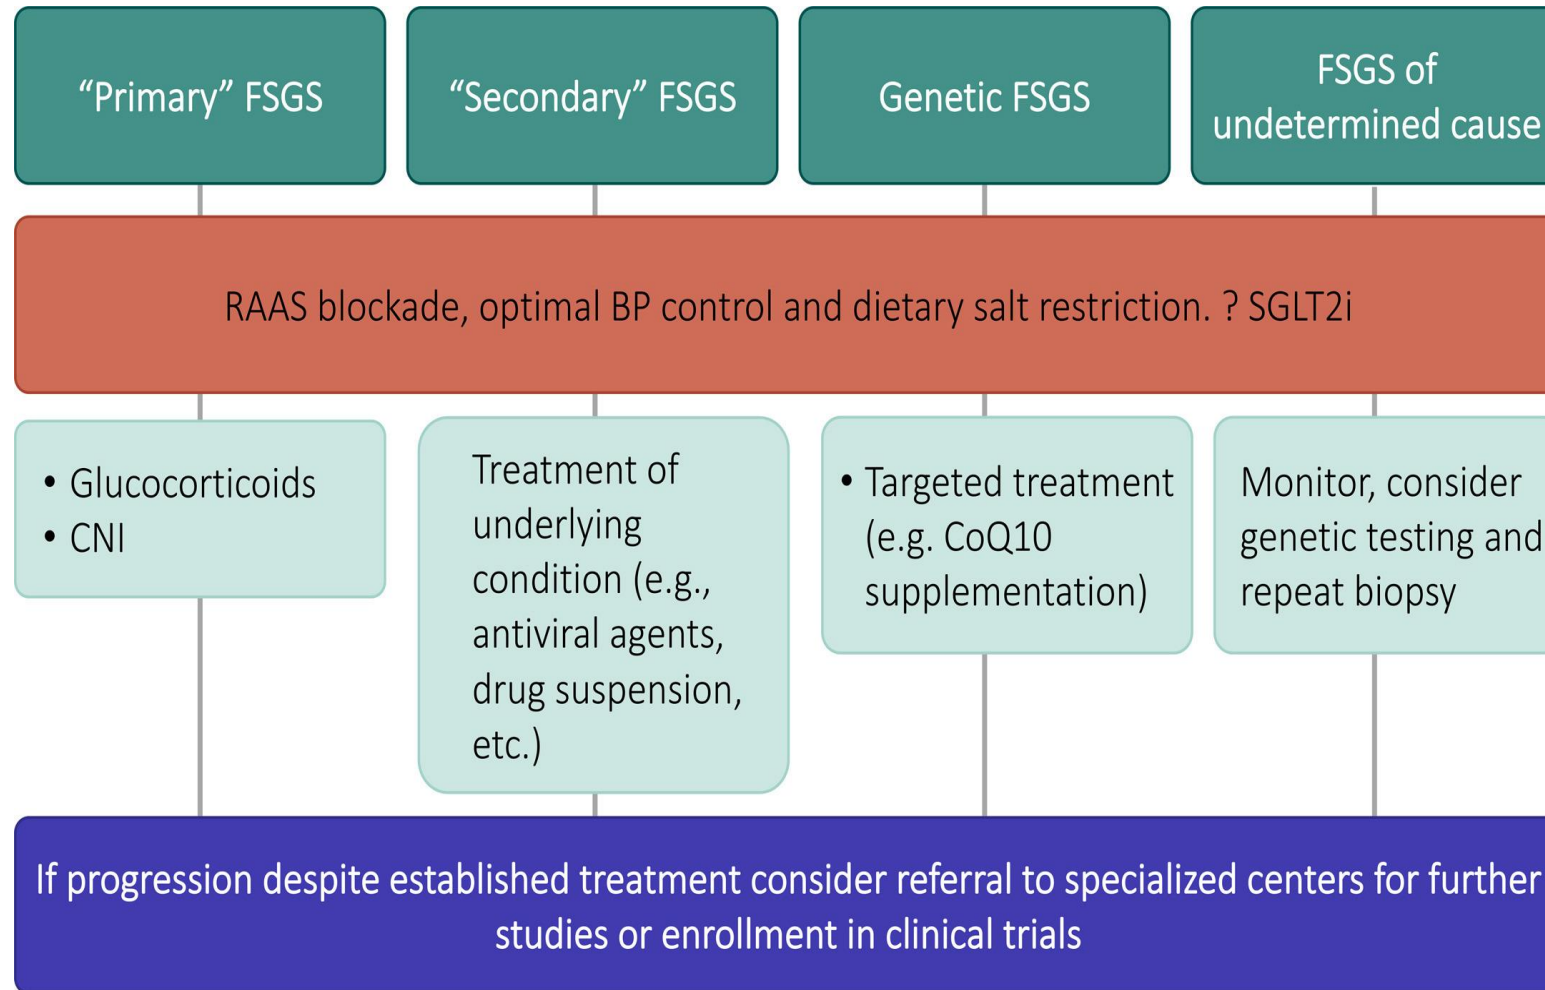 “Primary” FSGS
“Secondary” FSGS
Genetic FSGS
FSGS of
undetermined cause
RAAS blockade, optimal BP control and dietary salt restriction. ? SGLT2i
• Glucocorticoids
• CNI
Treatment of
underlying
condition (e.g.,
antiviral agents,
drug suspension,
etc.)
• Targeted treatment
(e.g. CoQ10
supplementation)
Monitor, consider
genetic testing and
repeat biopsy
If progression despite established treatment consider referral to specialized centers for further
studies or enrollment in clinical trials